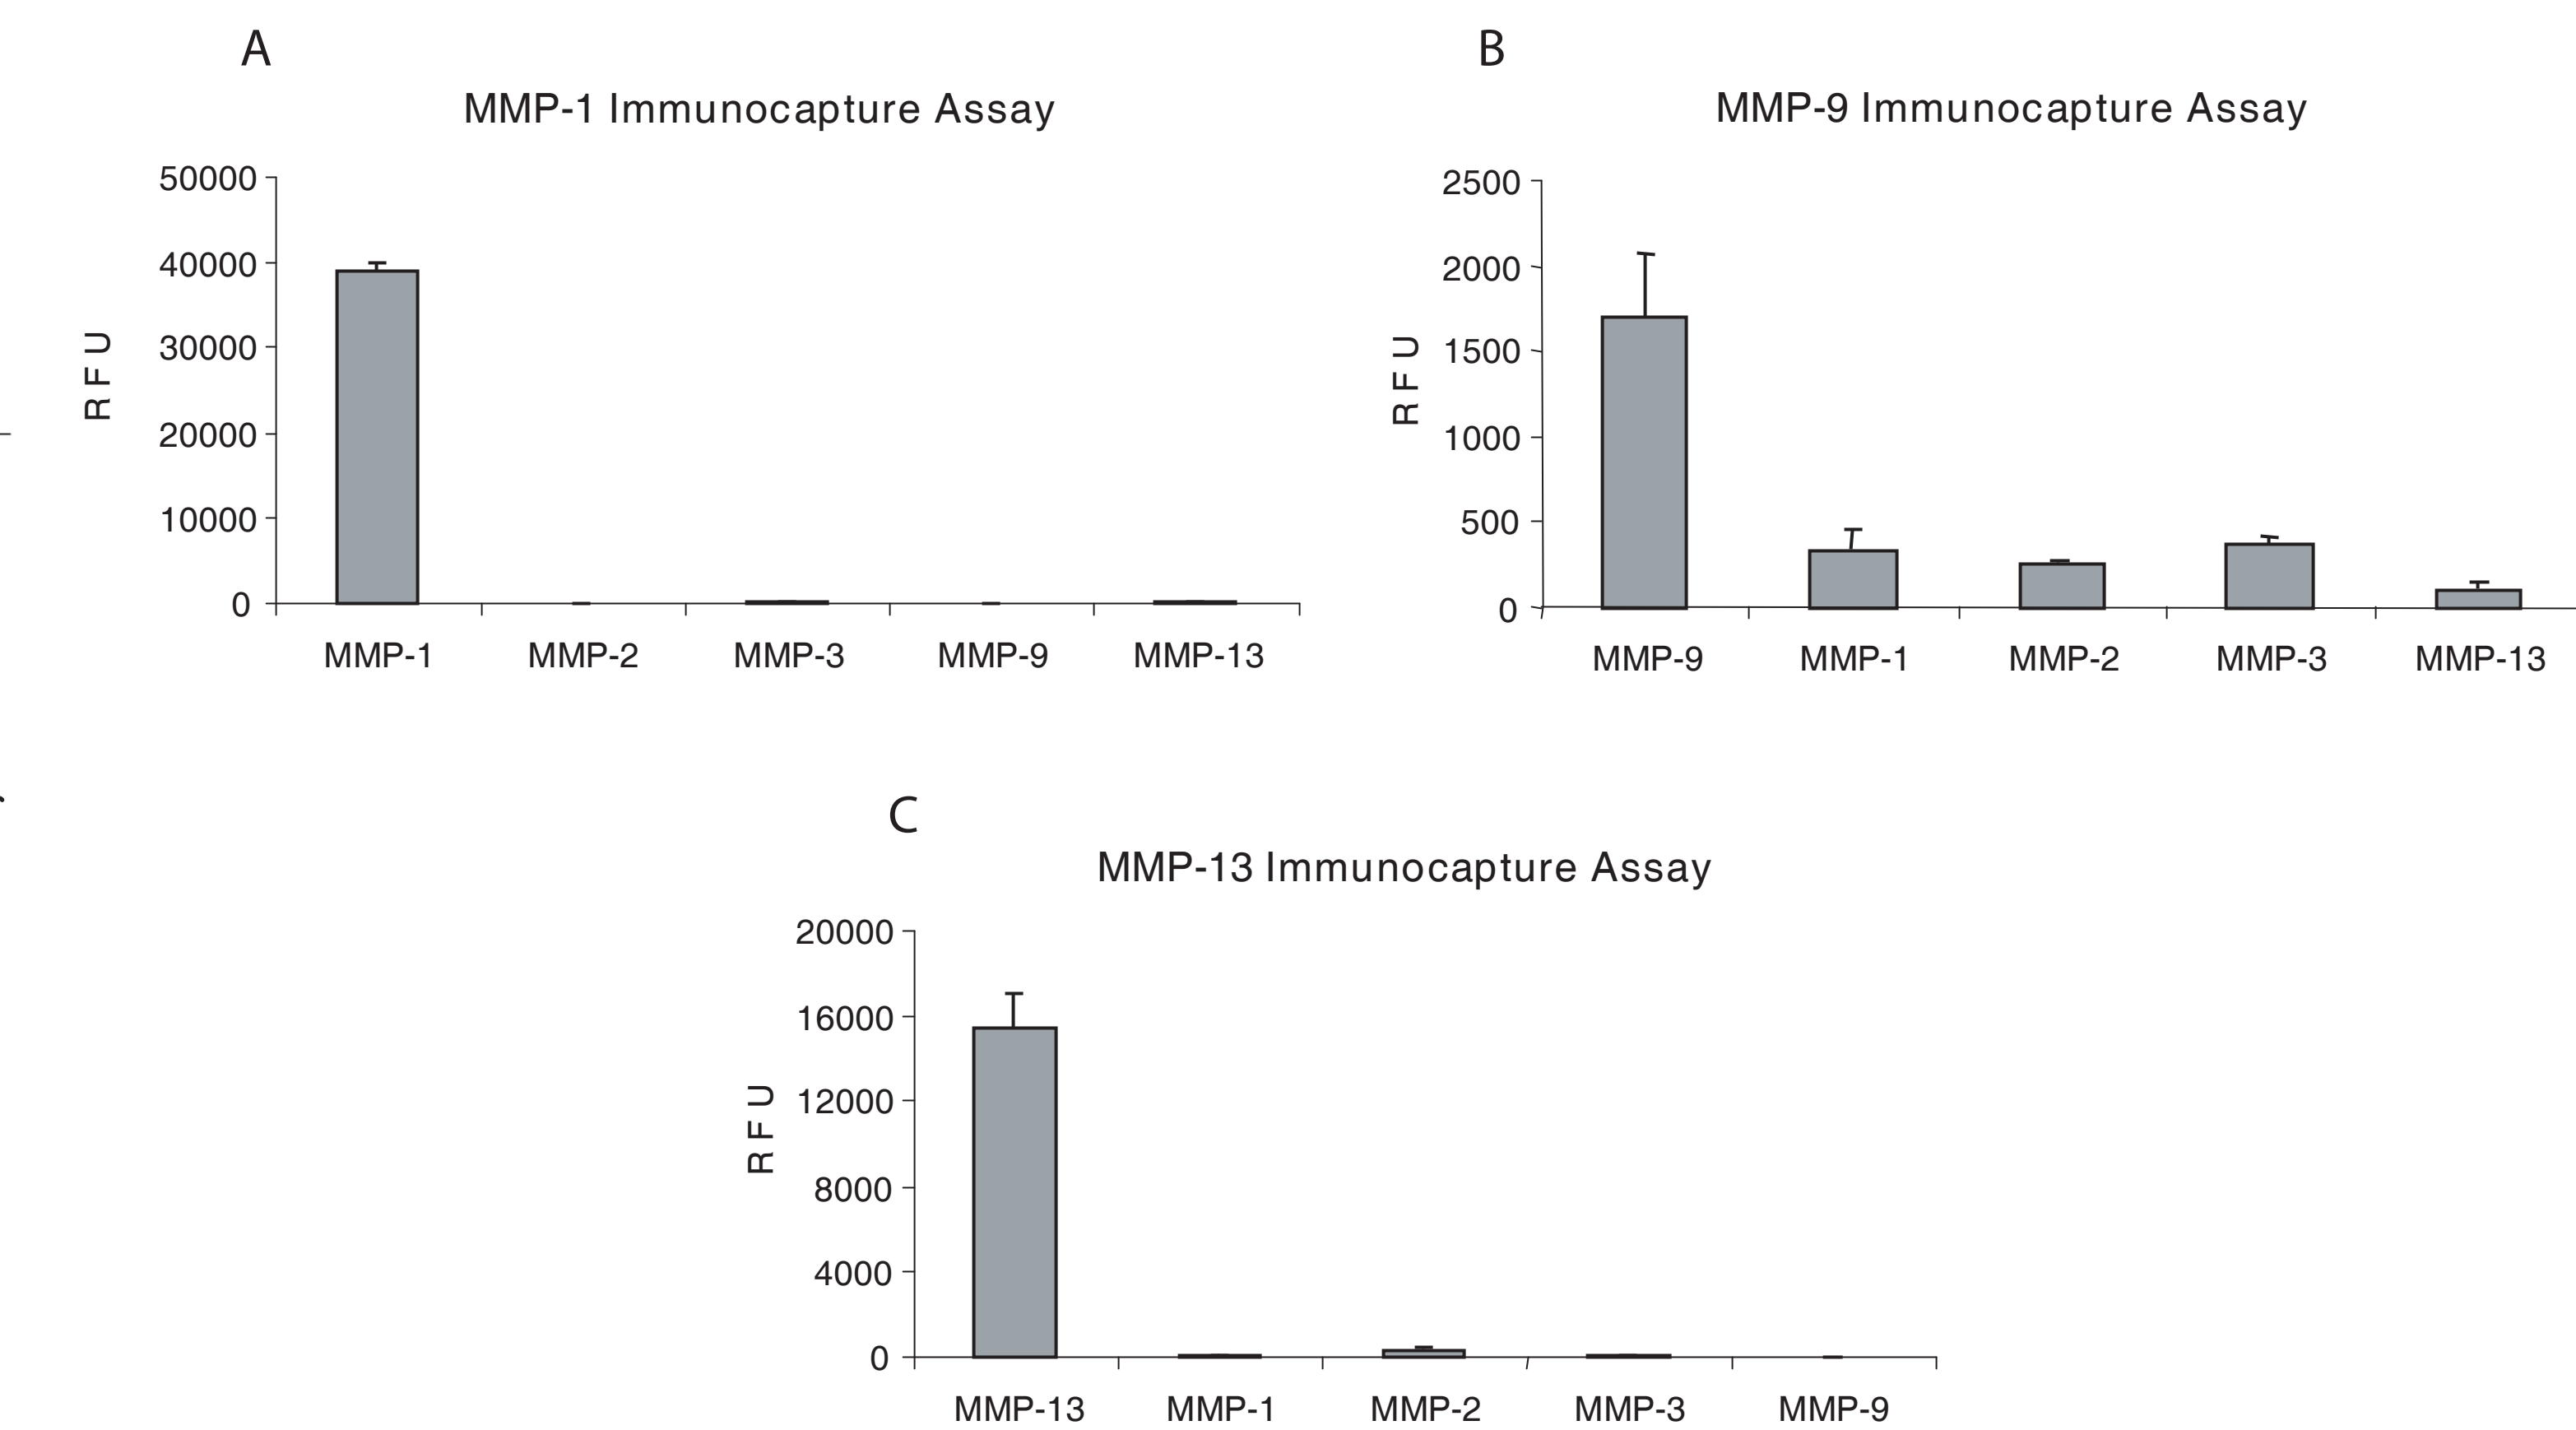 A
MMP-1 Immunocapture Assay
50000
40000
30000
20000
10000
0
RFU
MMP-1 MMP-2 MMP-3 MMP-9 MMP-13
B
MMP-9 Immunocapture Assay
2500
2000
1500
1000
500
0
RFU
MMP-9 MMP-1 MMP-2 MMP-3 MMP-13
C
MMP-13 Immunocapture Assay
20000
16000
12000
8000
4000
0
RFU
MMP-13 MMP-1 MMP-2 MMP-3 MMP-9